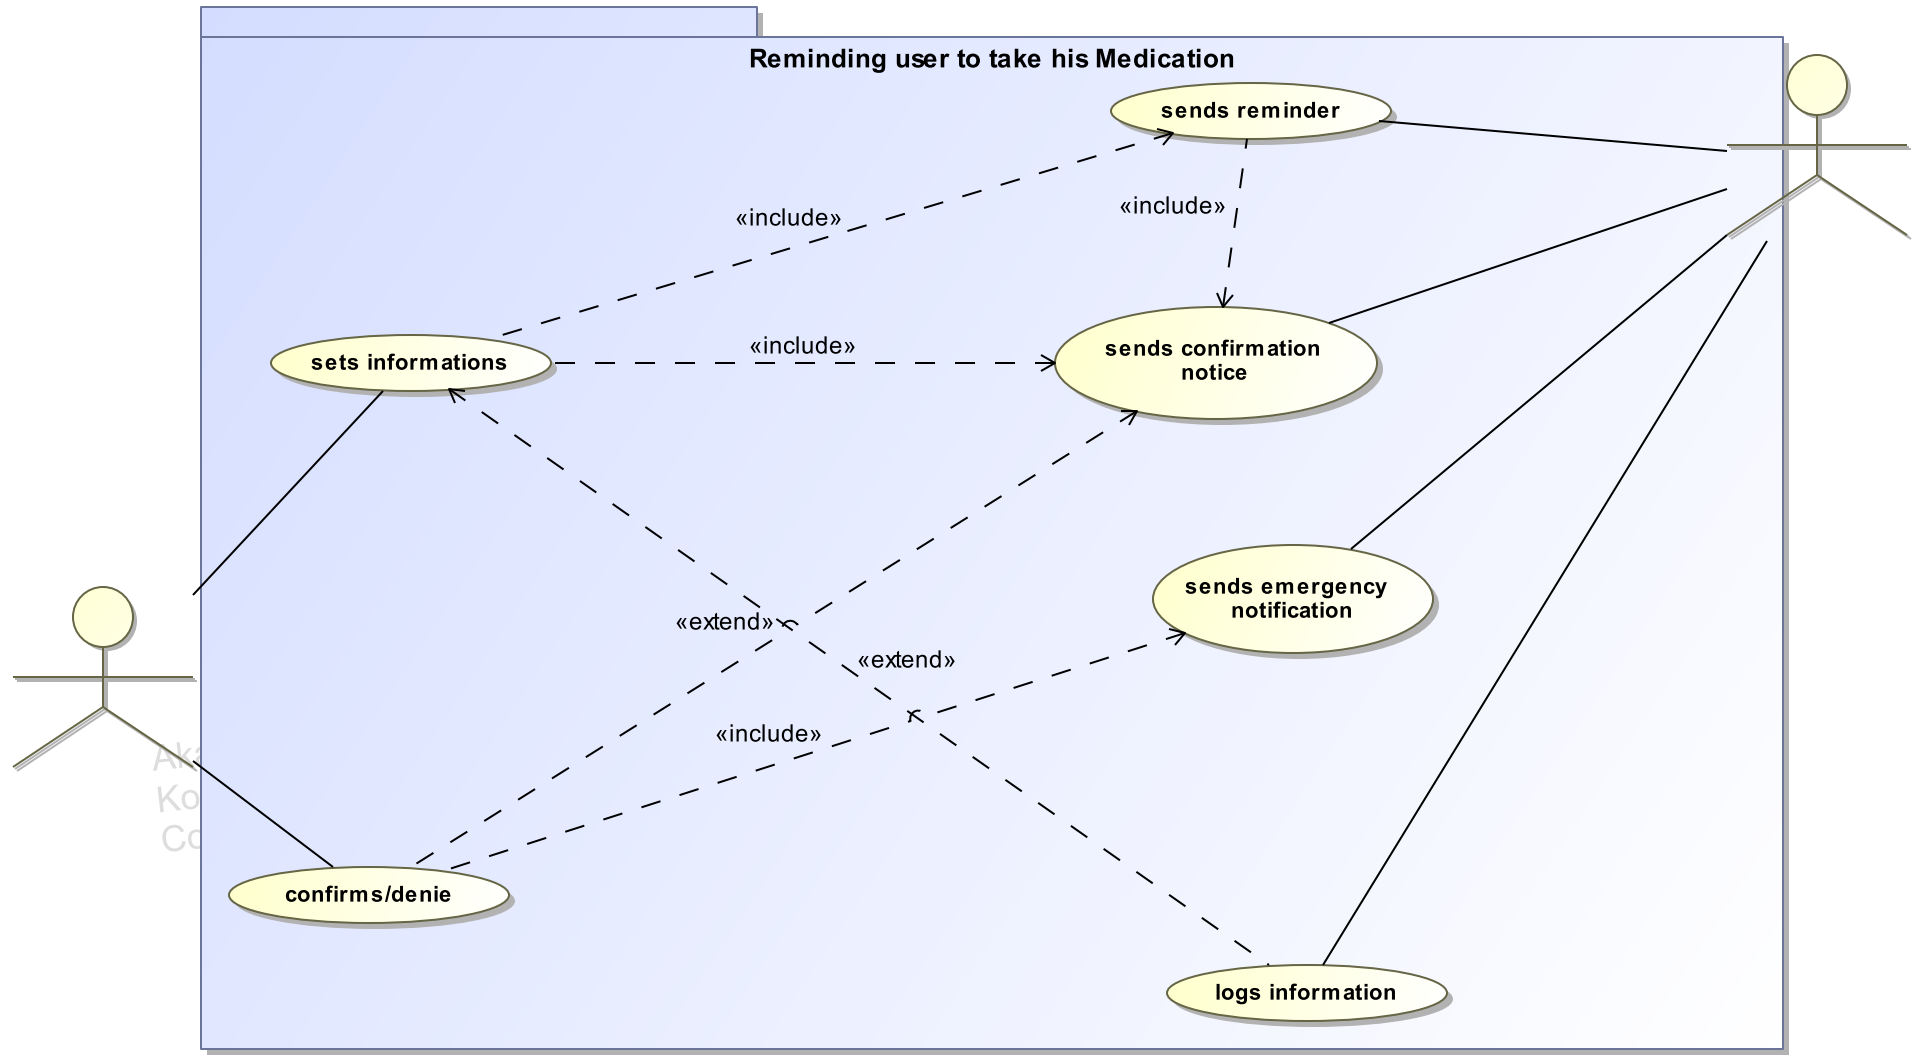 Reminding user to take his Medication
sends reminder
«include»
«include»
sets informations
«include»
sends confirmation
notice
sends emergency
notification
«extend»
«extend»
«include»
confirms/denie
logs information